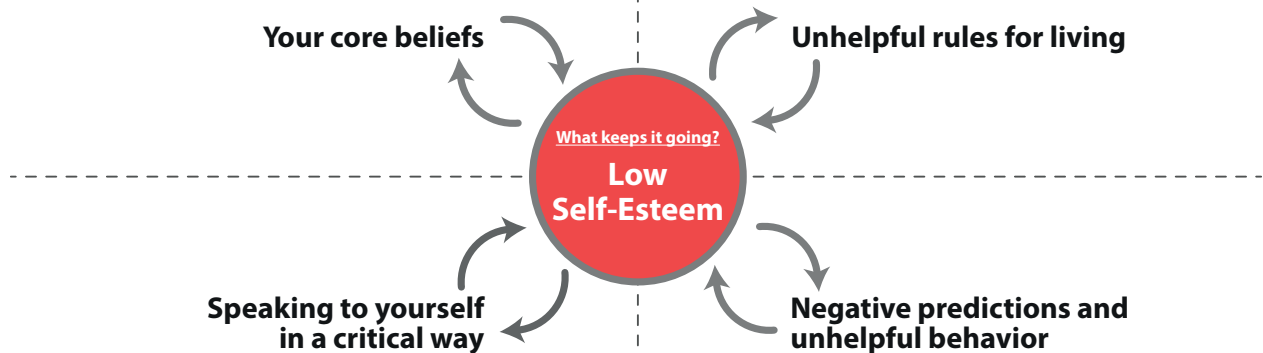 Your core beliefs
Unhelpful rules for living
What keeps it going?
Low
Self-Esteem
Speaking to yourself
in a critical way
Negative predictions and
unhelpful behavior